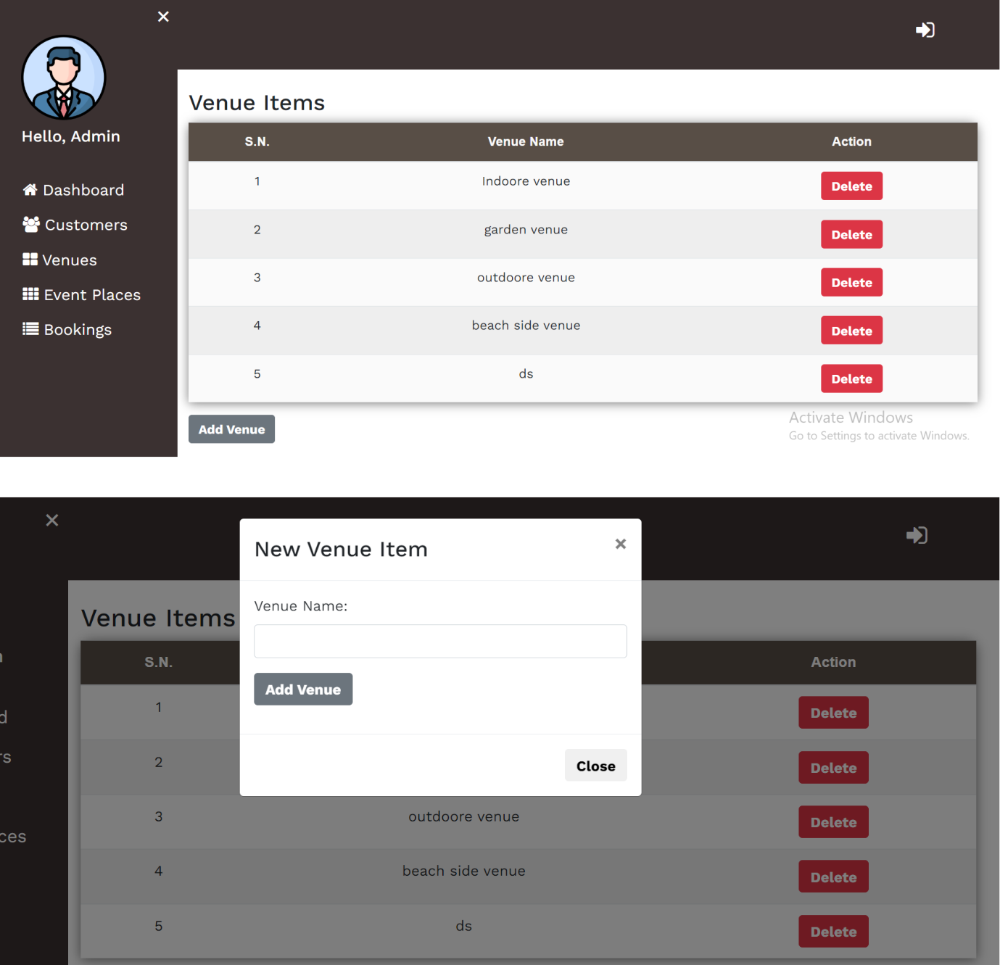 Hello, Admin
Dashboard
Customers
Venues
Event Places
Bookings
Venue Items
S.N. Venue Name Action
1 Indoore venue Delete
2 garden venue Delete
3 outdoore venue Delete
4 beach side venue Delete
5 ds Delete
Add Venue
Activate Windows
Go to Settings to activate Windows.
New Venue Item ×
Venue Name:
Add Venue
Close
Venue Items
S.N. Action
1 Delete
2 Delete
3 outdoore venue Delete
4 beach side venue Delete
5 ds Delete
d
rs
ces